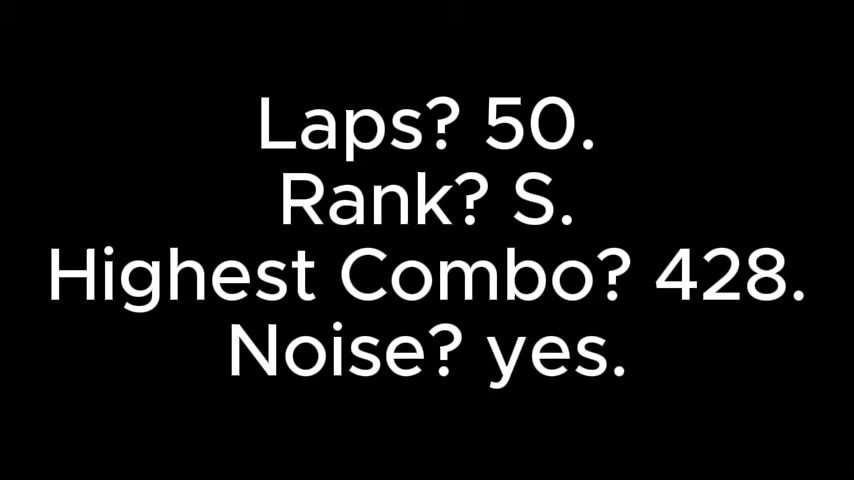 Laps? 50.
Rank? S.
Highest Combo? 428.
Noise? yes.